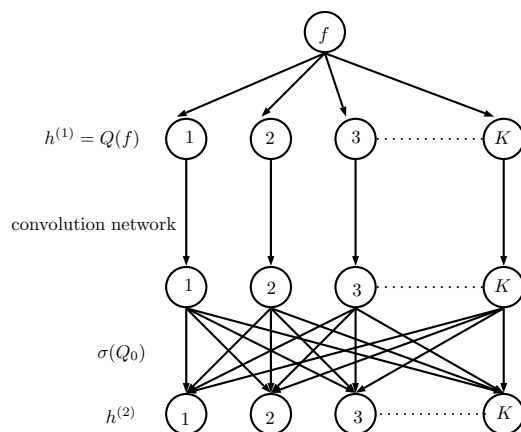 f
h^{(1)} = Q(f) 1 2 3 K
convolution network
1 2 3 K
σ(Q_0)
h^{(2)} 1 2 3 K